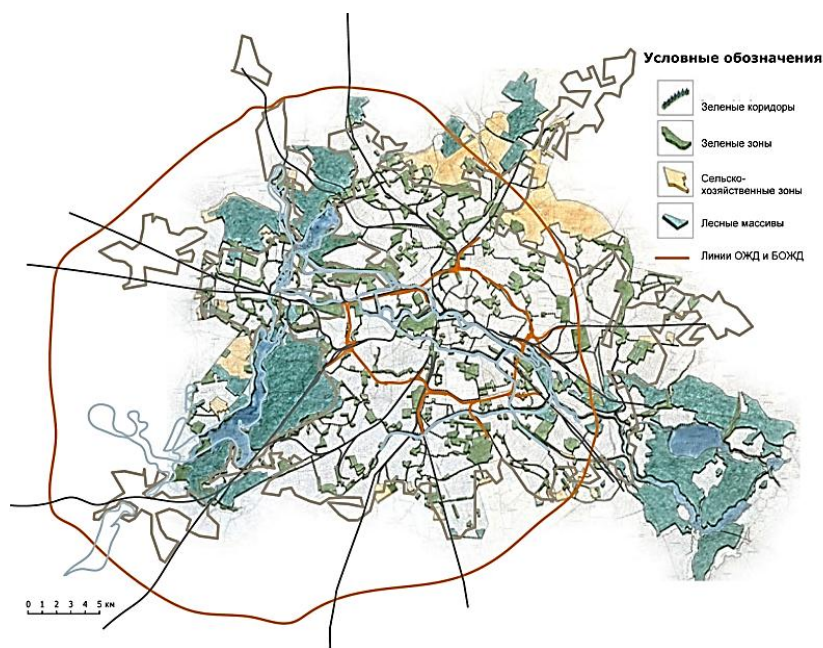 Условные обозначения
Зеленые коридоры
Зеленые зоны
Сельско-
хозяйственные зоны
Лесные массивы
Линии ОЖД и БОЖД
0 1 2 3 4 5 км